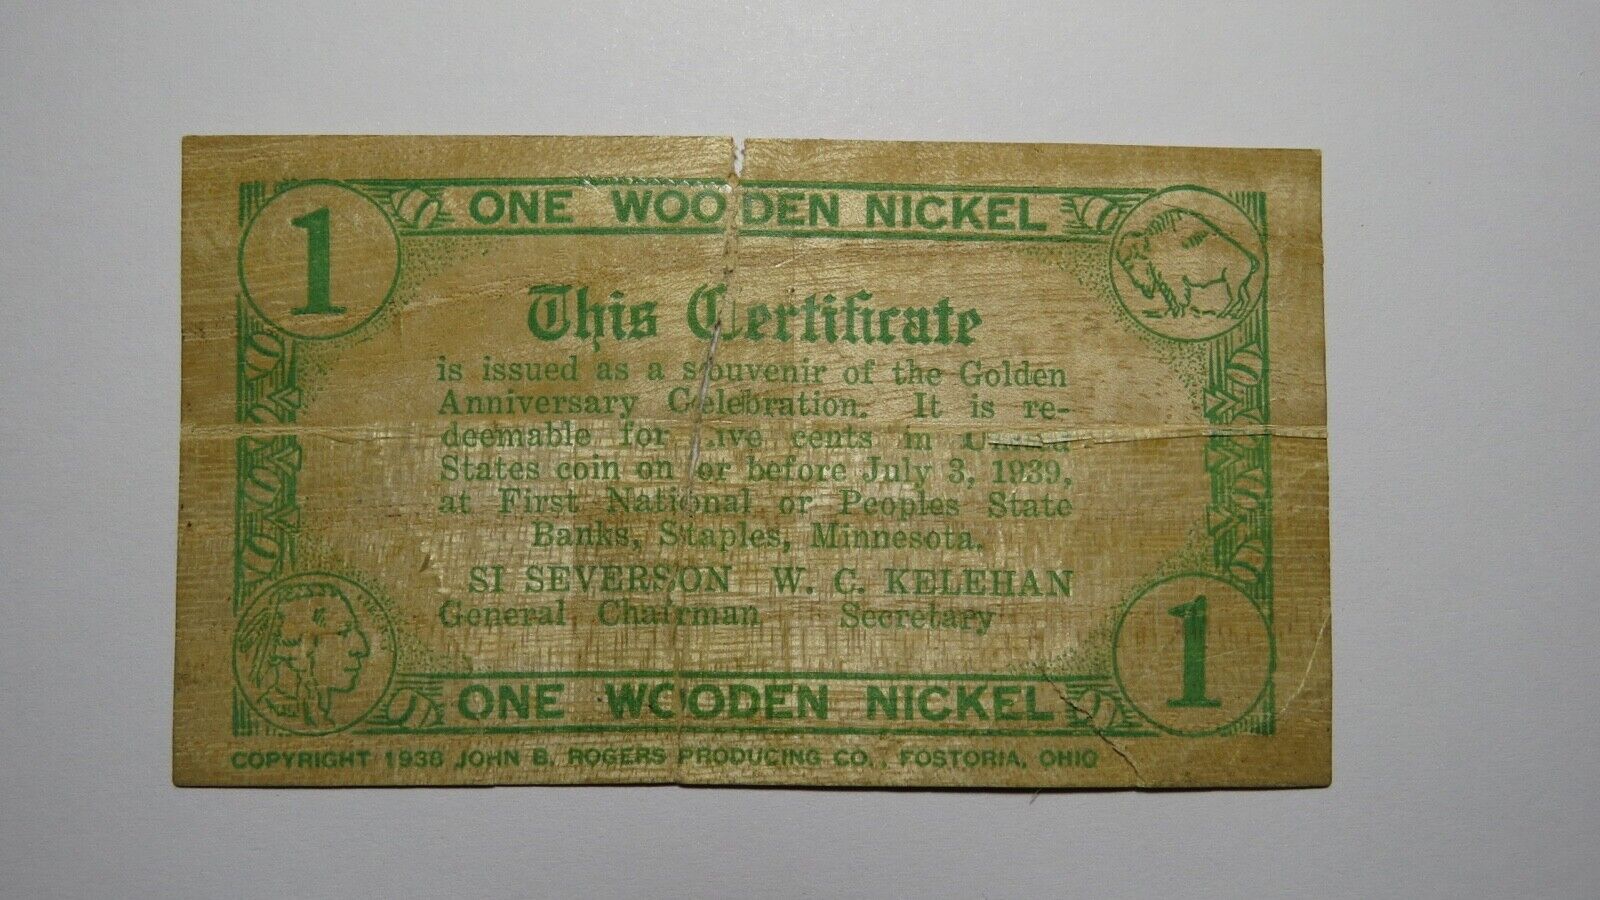 1
ONE WOODEN NICKEL
This Certificate
is issued as a souvenir of the Golden
Anniversary Celebration. It is re-
deemable for ive cents in
States coin on or before July 3, 1939,
at First National or Peoples State
Banks, Staples, Minnesota.
SI SEVERSON W. C. KELEHAN
General Chairman Secretary
1
ONE WOODEN NICKEL
COPYRIGHT 1938 JOHN B. ROGERS PRODUCING CO., FOSTORIA, OHIO